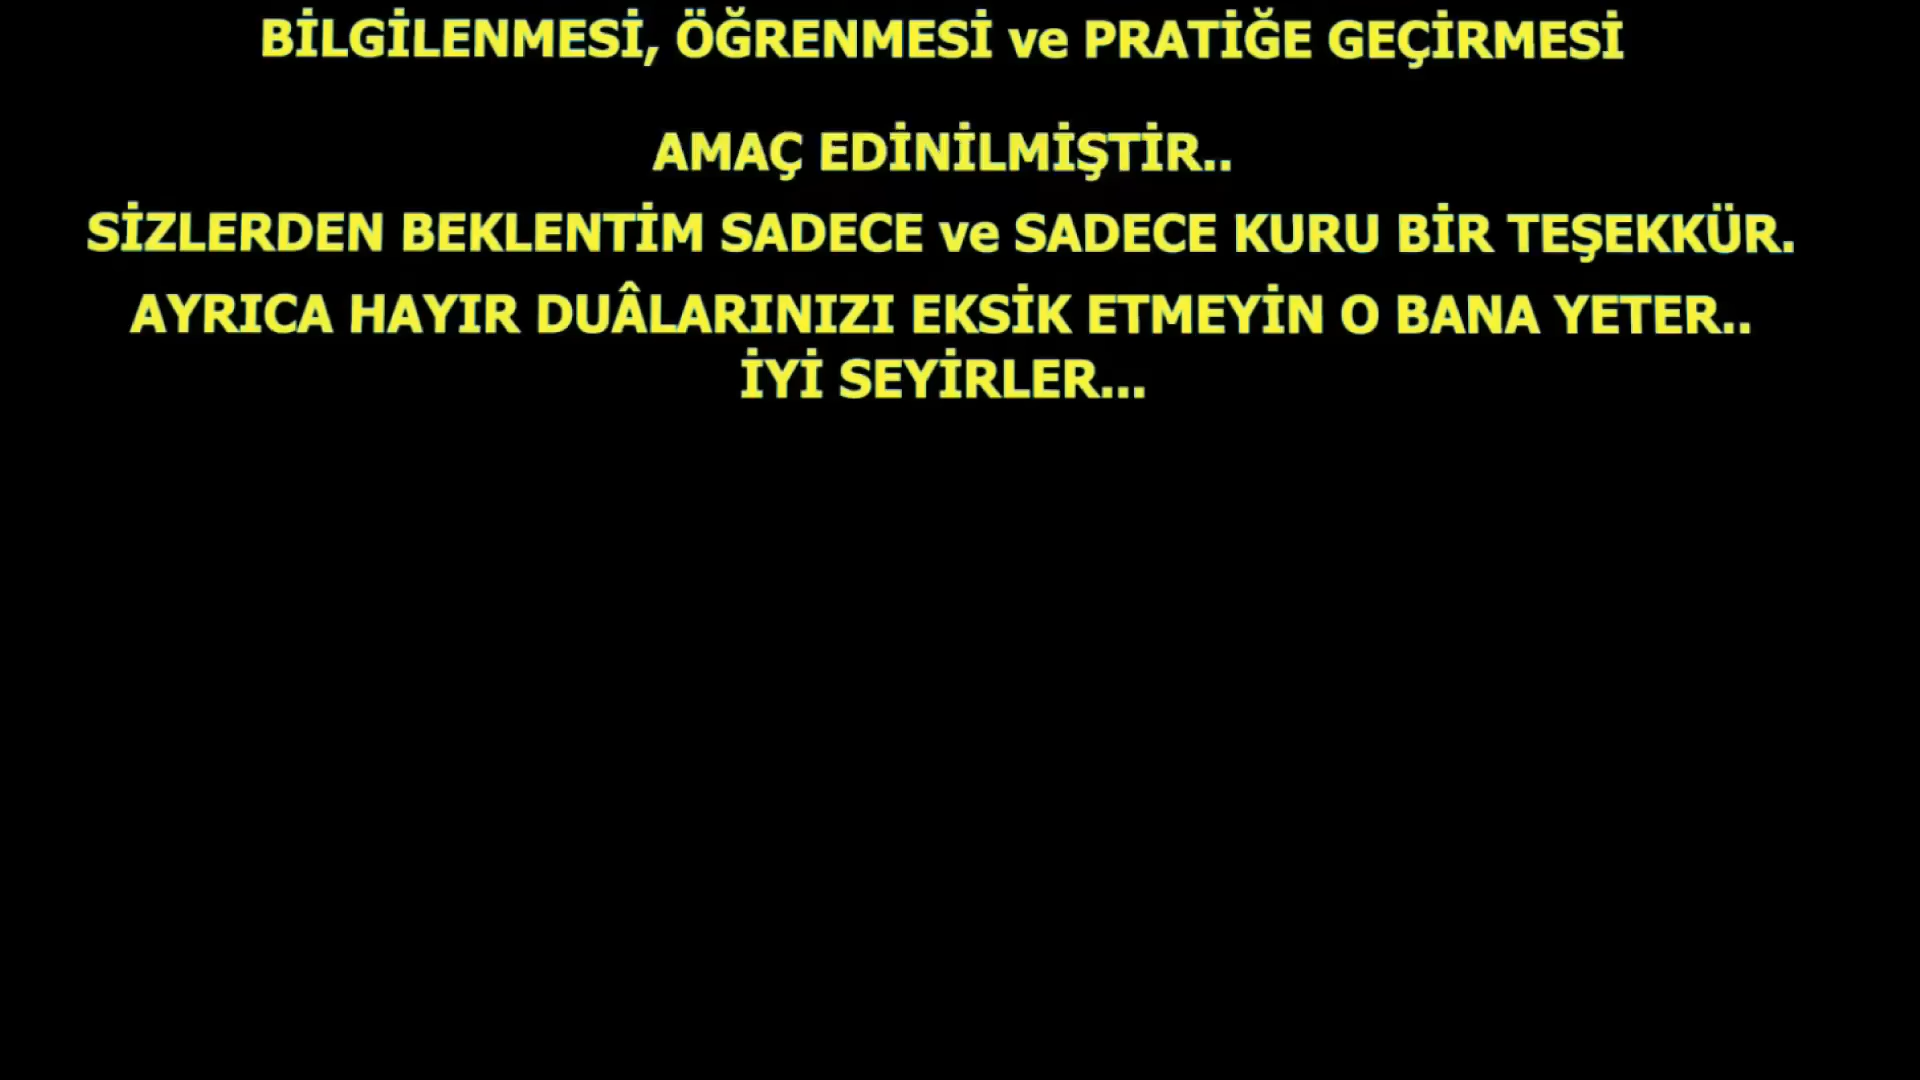 BİLGİLENMESİ, ÖĞRENMESİ ve PRATİĞE GEÇİRMESİ
AMAÇ EDİNİLMİŞTİR..
SİZLERDEN BEKLENTİM SADECE ve SADECE KURU BİR TEŞEKKÜR.
AYRICA HAYIR DUÂLARINIZI EKSİK ETMEYİN O BANA YETER..
İYİ SEYİRLER...